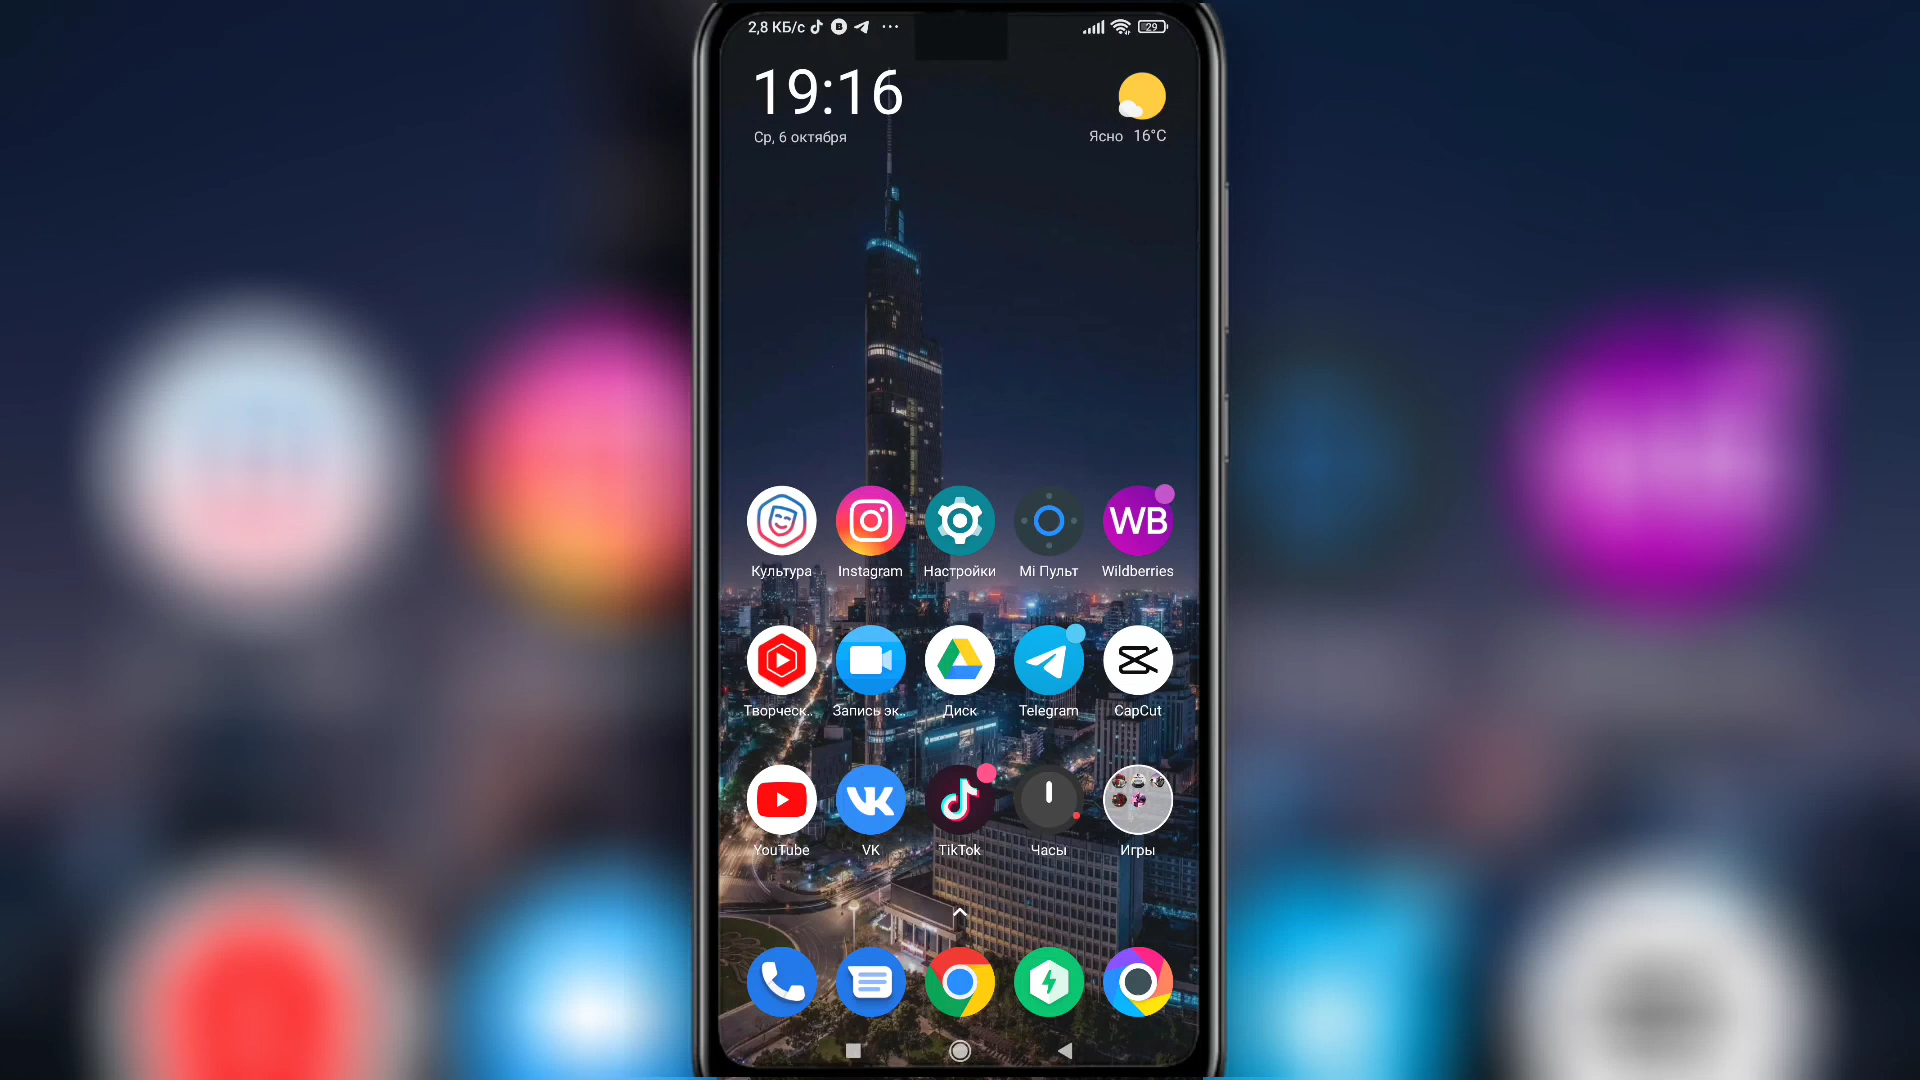 2,8 КБ/с
29
19:16
Ср, 6 октября
Ясно 16°C
WB
Культура
Instagram
Настройки
Mi Пульт
Wildberries
Творческ..
Запись эк..
Диск
Telegram
CapCut
YouTube
VK
TikTok
Часы
Игры